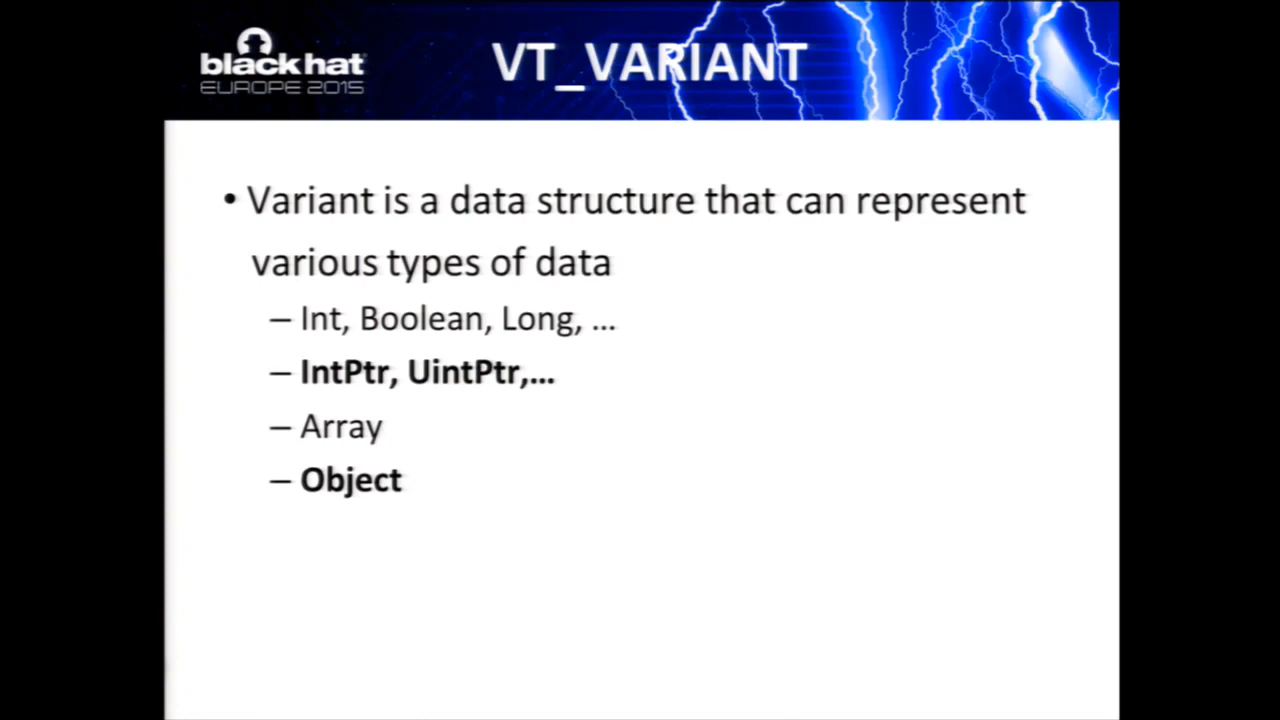 black hat
EUROPE 2015
VT_VARIANT
• Variant is a data structure that can represent
various types of data
– Int, Boolean, Long, ...
– IntPtr, UintPtr,...
– Array
– Object